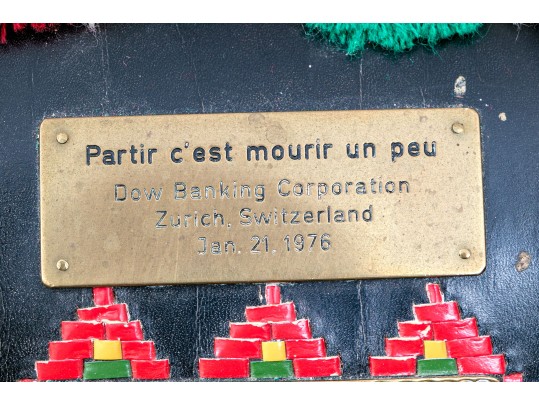 Partir c'est mourir un peu
Dow Banking Corporation
Zurich, Switzerland
Jan. 21. 1976